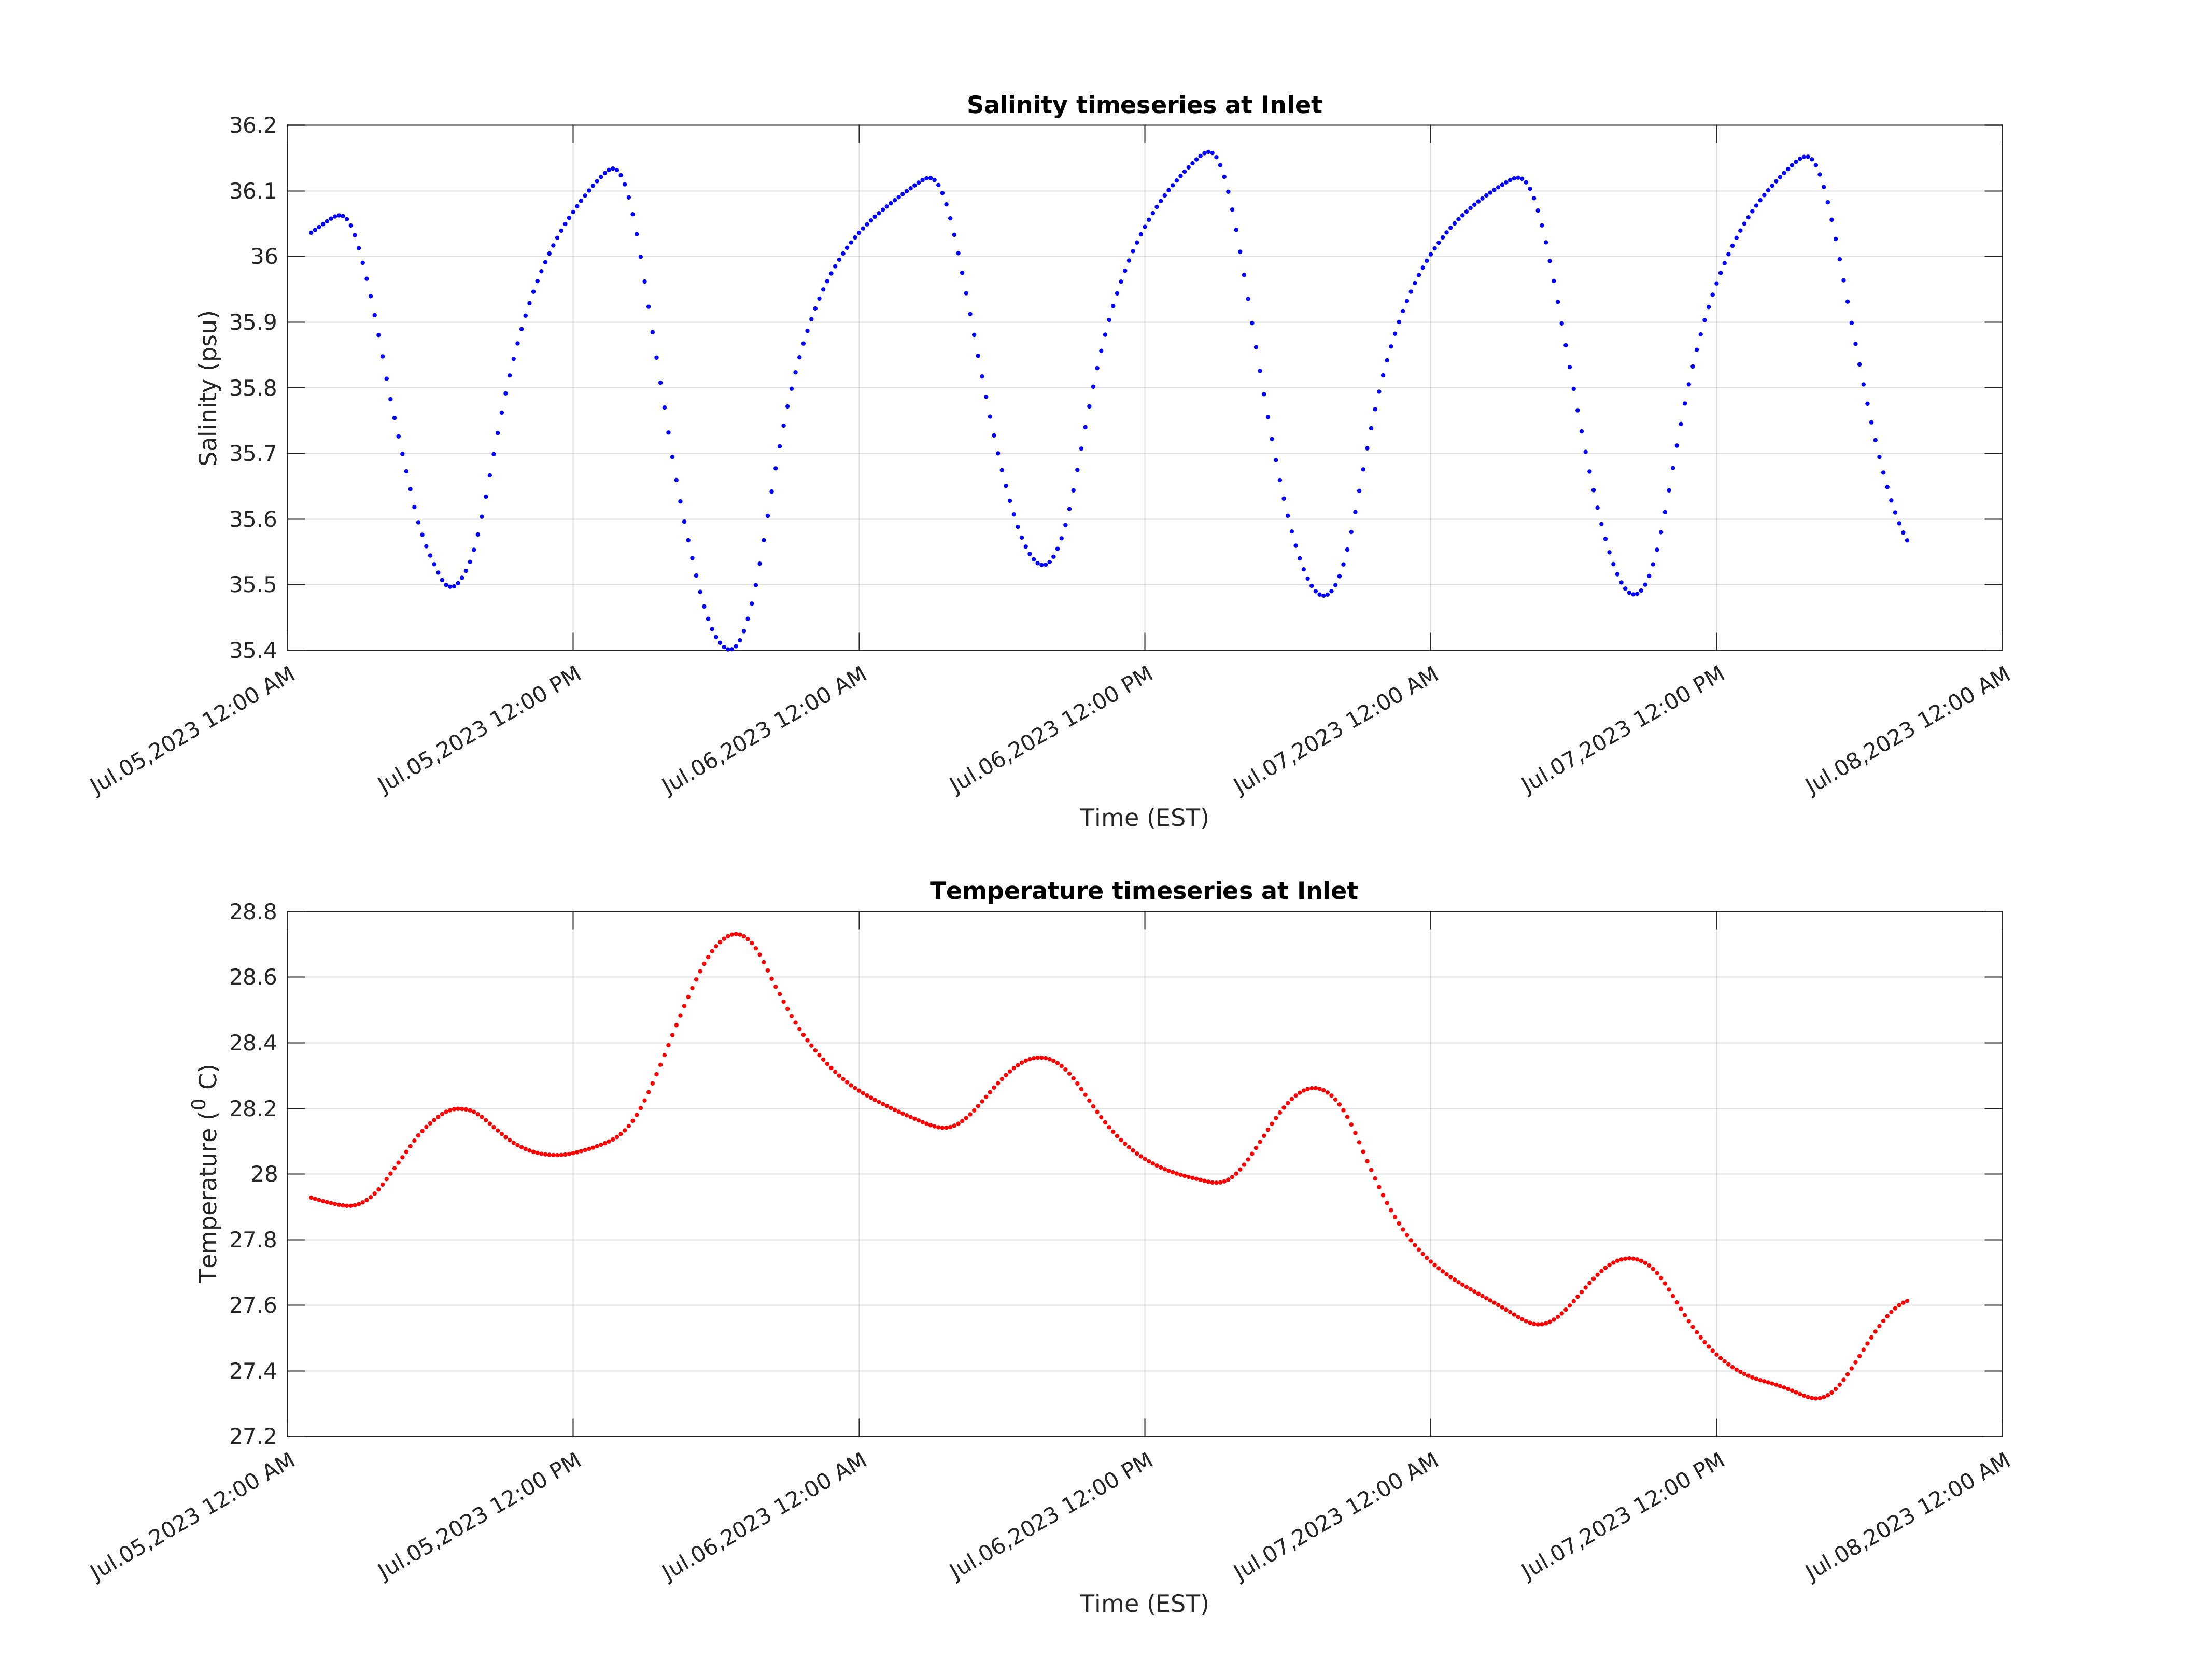 Salinity timeseries at Inlet
36.2
36.1
36
35.9
35.8
35.7
35.6
35.5
35.4
Salinity (psu)
Jul.05,2023 12:00 AM
Jul.05,2023 12:00 PM
Jul.06,2023 12:00 AM
Jul.06,2023 12:00 PM
Jul.07,2023 12:00 AM
Jul.07,2023 12:00 PM
Jul.08,2023 12:00 AM
Time (EST)
Temperature timeseries at Inlet
28.8
28.6
28.4
28.2
28
27.8
27.6
27.4
27.2
Temperature (⁰ C)
Jul.05,2023 12:00 AM
Jul.05,2023 12:00 PM
Jul.06,2023 12:00 AM
Jul.06,2023 12:00 PM
Jul.07,2023 12:00 AM
Jul.07,2023 12:00 PM
Jul.08,2023 12:00 AM
Time (EST)